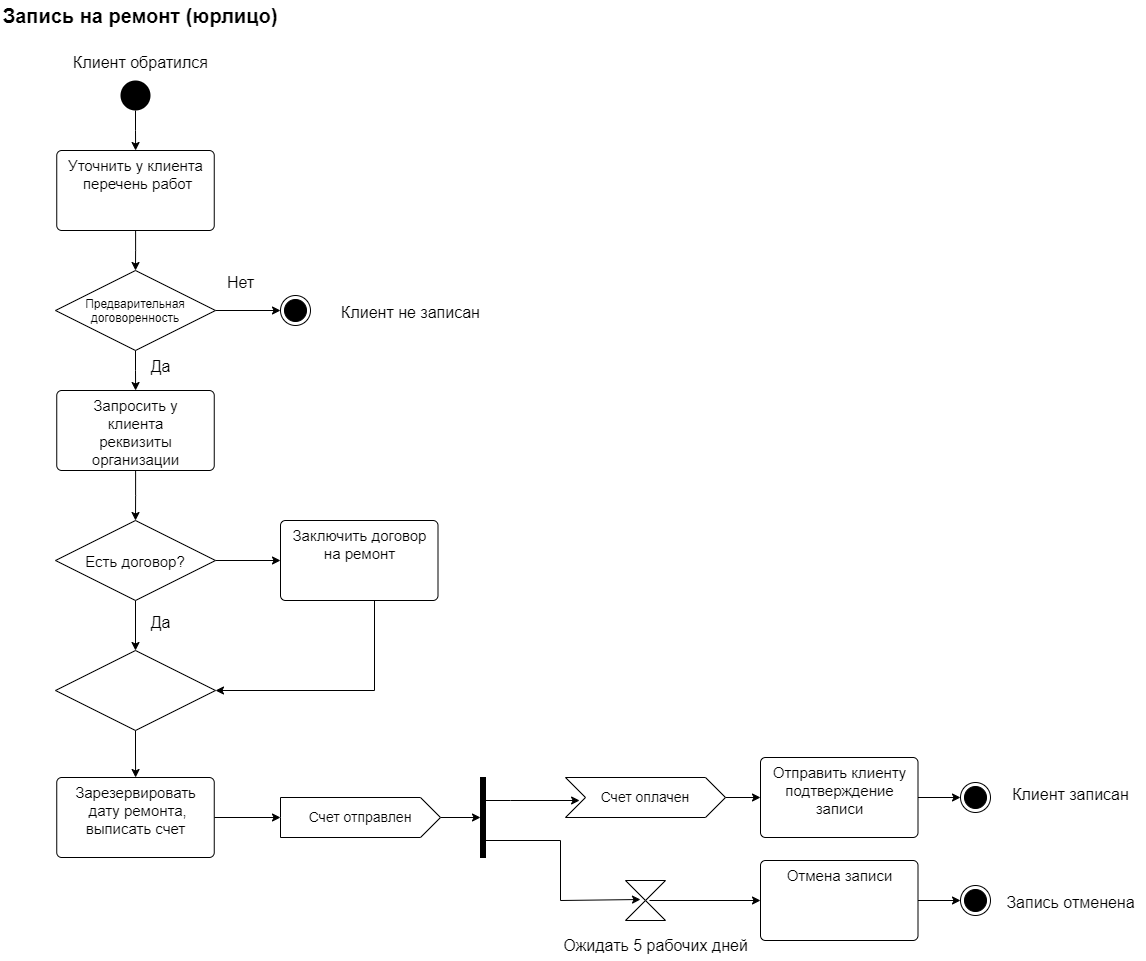 Запись на ремонт (юрлицо)
Клиент обратился
Уточнить у клиента
перечень работ
Предварительная
договоренность
Нет
Клиент не записан
Да
Запросить у
клиента
реквизиты
организации
Есть договор?
Заключить договор
на ремонт
Да
Зарезервировать
дату ремонта,
выписать счет
Счет отправлен
Счет оплачен
Отправить клиенту
подтверждение
записи
Клиент записан
Отмена записи
Запись отменена
Ожидать 5 рабочих дней